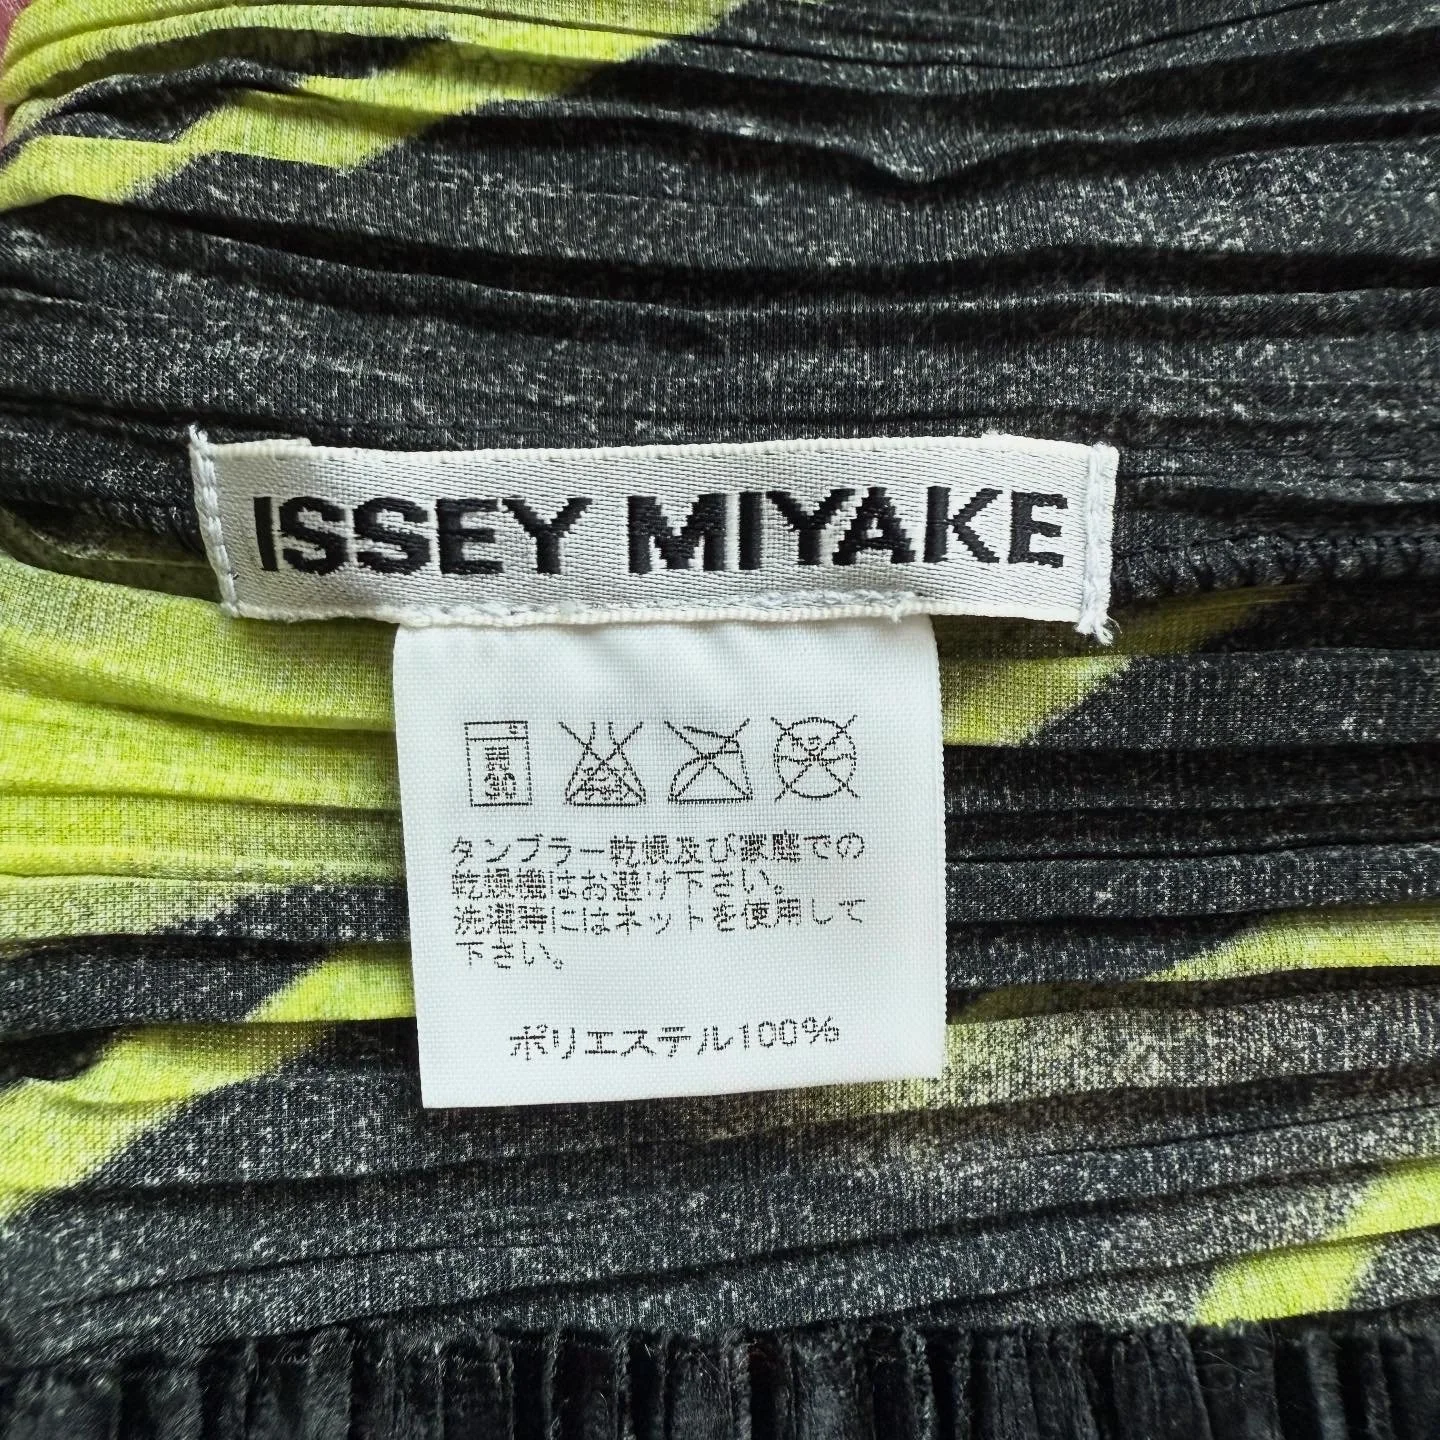 ISSEY MIYAKE
タンブラー乾燥及び家庭での
乾燥機はお避け下さい。
洗濯時にはネットを使用して
下さい。
ポリエステル100%